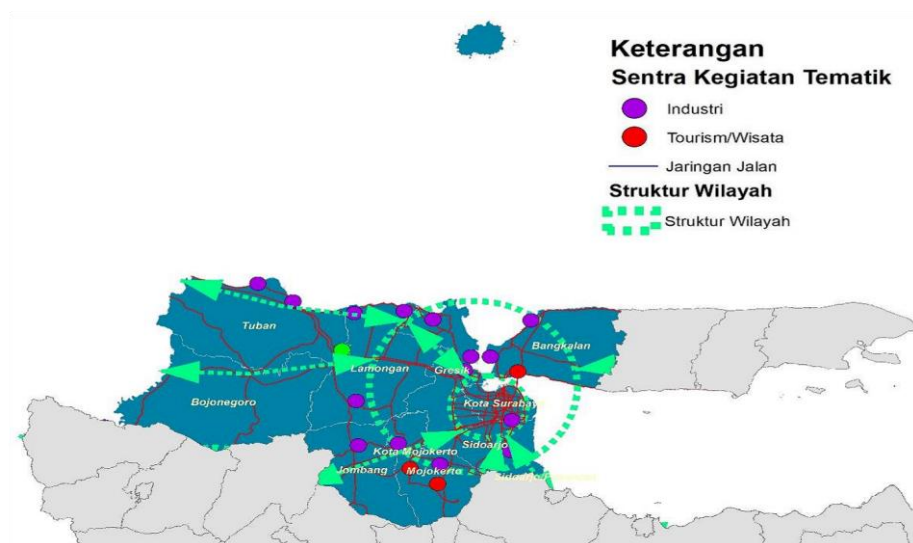 Keterangan
Sentra Kegiatan Tematik
Industri
Tourism/Wisata
Jaringan Jalan
Struktur Wilayah
Struktur Wilayah
Tuban
Bangkalan
Lamongan
Gresik
Bojonegoro
Kota Surabaya
Sidoarjo
Kota Mojokerto
Jombang
Mojokerto